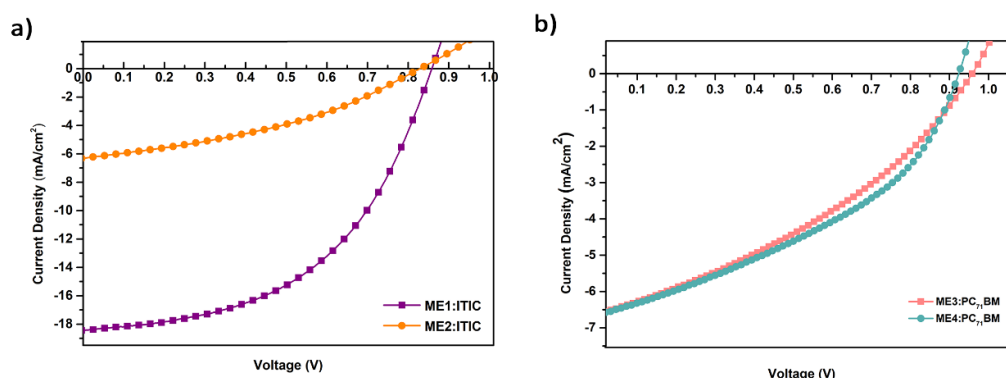 a)
Current Density (mA/cm²)
0
-2
-4
-6
-8
-10
-12
-14
-16
-18
0.0 0.1 0.2 0.3 0.4 0.5 0.6 0.7 0.8 0.9 1.0
ME1:ITIC
ME2:ITIC
Voltage (V)
b)
Current Density (mA/cm²)
0
-1
-2
-3
-4
-5
-6
-7
0.1 0.2 0.3 0.4 0.5 0.6 0.7 0.8 0.9 1.0
ME3:PC₇₁BM
ME4:PC₇₁BM
Voltage (V)